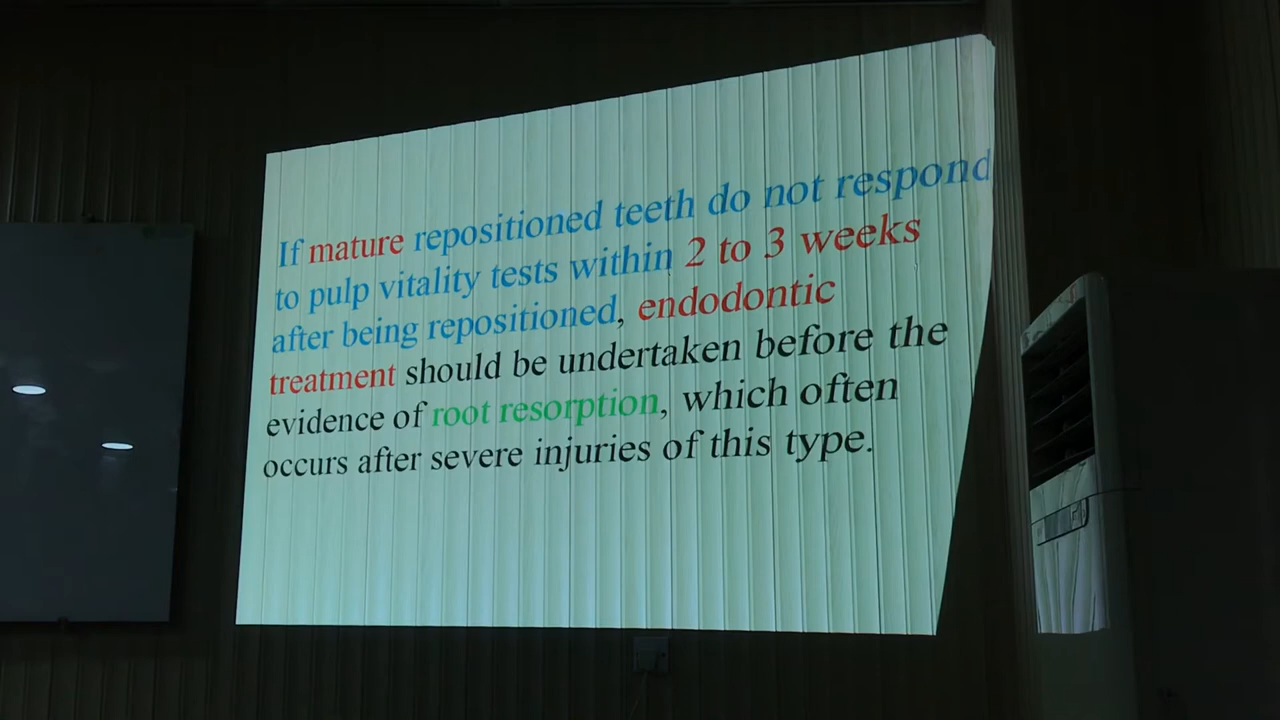 If mature repositioned teeth do not respond
to pulp vitality tests within 2 to 3 weeks
after being repositioned, endodontic
treatment should be undertaken before the
evidence of root resorption, which often
occurs after severe injuries of this type.